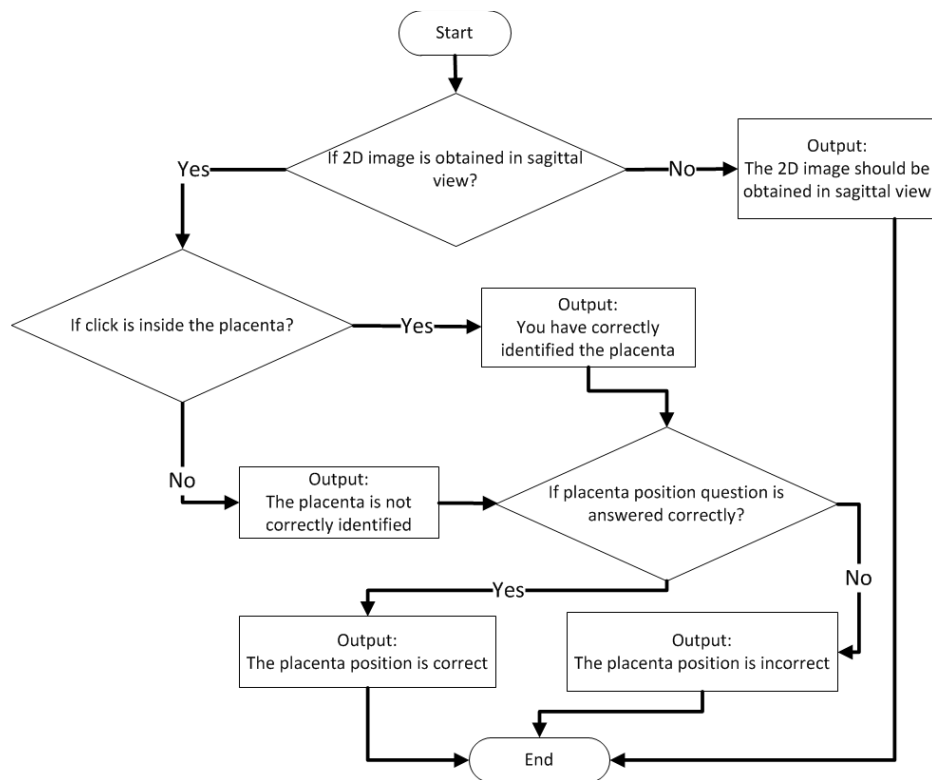 Start
If 2D image is obtained in sagittal
view?
Yes
No
Output:
The 2D image should be
obtained in sagittal view
If click is inside the placenta?
Yes
Output:
You have correctly
identified the placenta
No
Output:
The placenta is not
correctly identified
If placenta position question is
answered correctly?
Yes
No
Output:
The placenta position is correct
Output:
The placenta position is incorrect
End